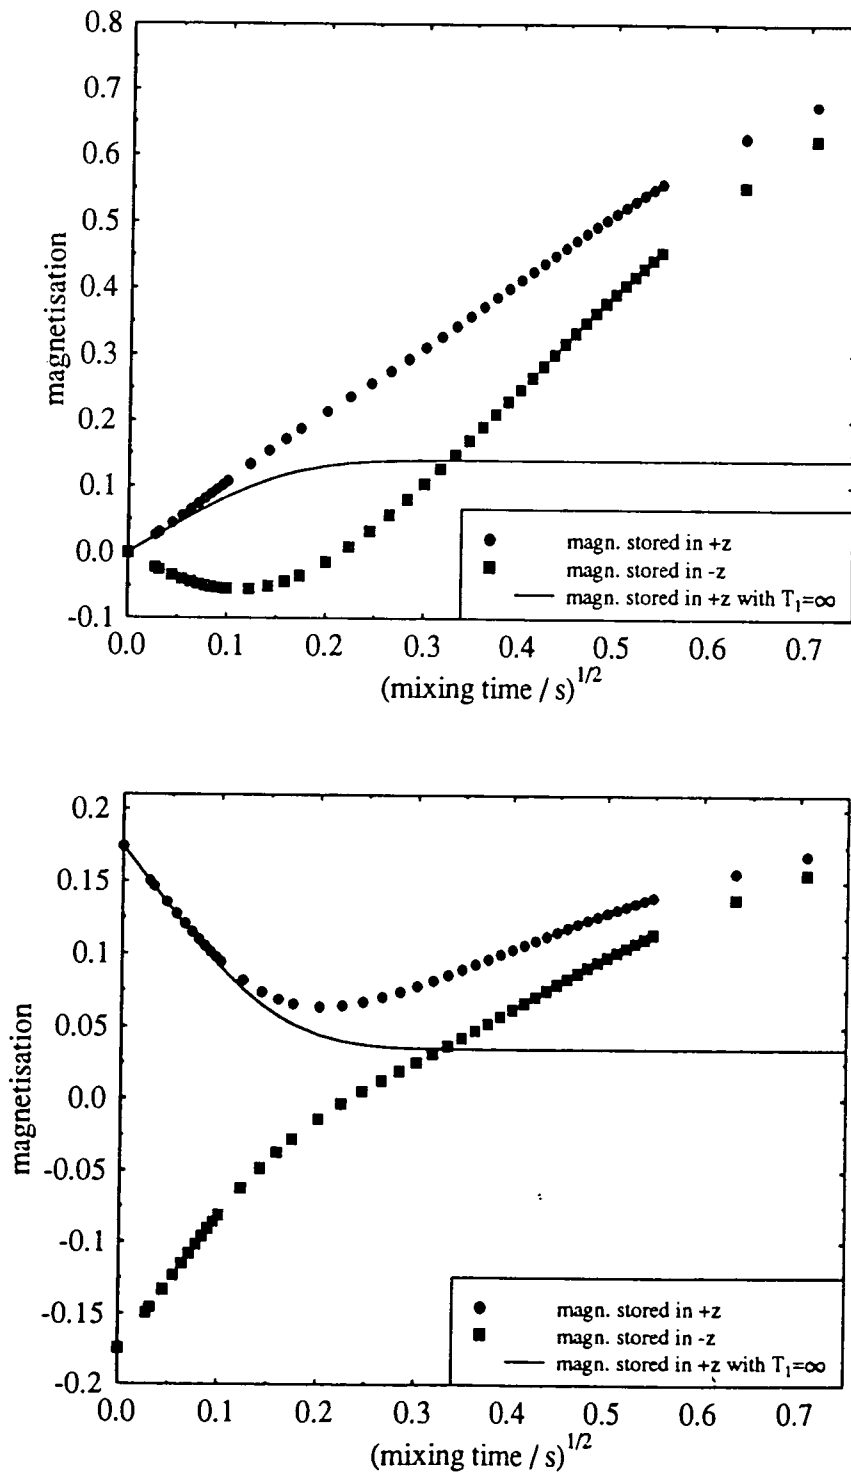 0.8
0.7
0.6
0.5
0.4
0.3
0.2
0.1
0.0
-0.1
magnetisation
magn. stored in +z
magn. stored in -z
magn. stored in +z with T₁=∞
0.0 0.1 0.2 0.3 0.4 0.5 0.6 0.7
(mixing time / s)^1/2
0.2
0.15
0.1
0.05
0.0
-0.05
-0.1
-0.15
-0.2
magnetisation
magn. stored in +z
magn. stored in -z
magn. stored in +z with T₁=∞
0.0 0.1 0.2 0.3 0.4 0.5 0.6 0.7
(mixing time / s)^1/2